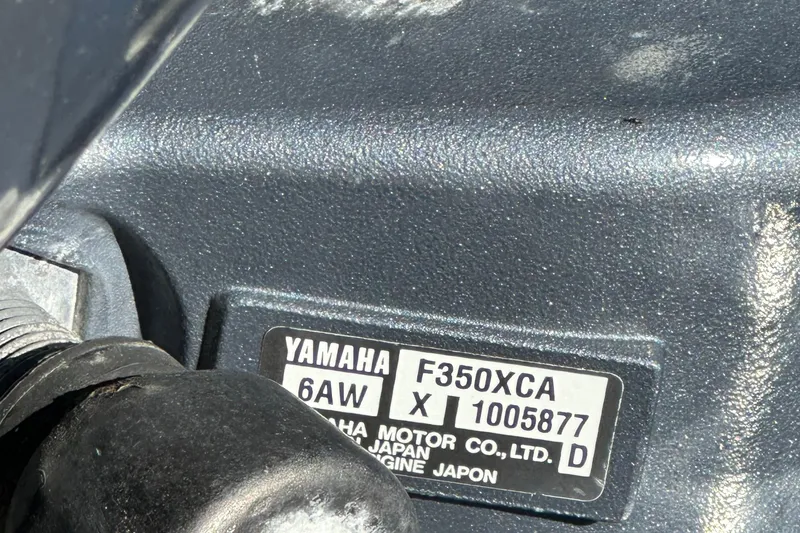 YAMAHA F350XCA
6AW X 1005877
MOTOR CO., LTD. D
JAPAN
JAPON